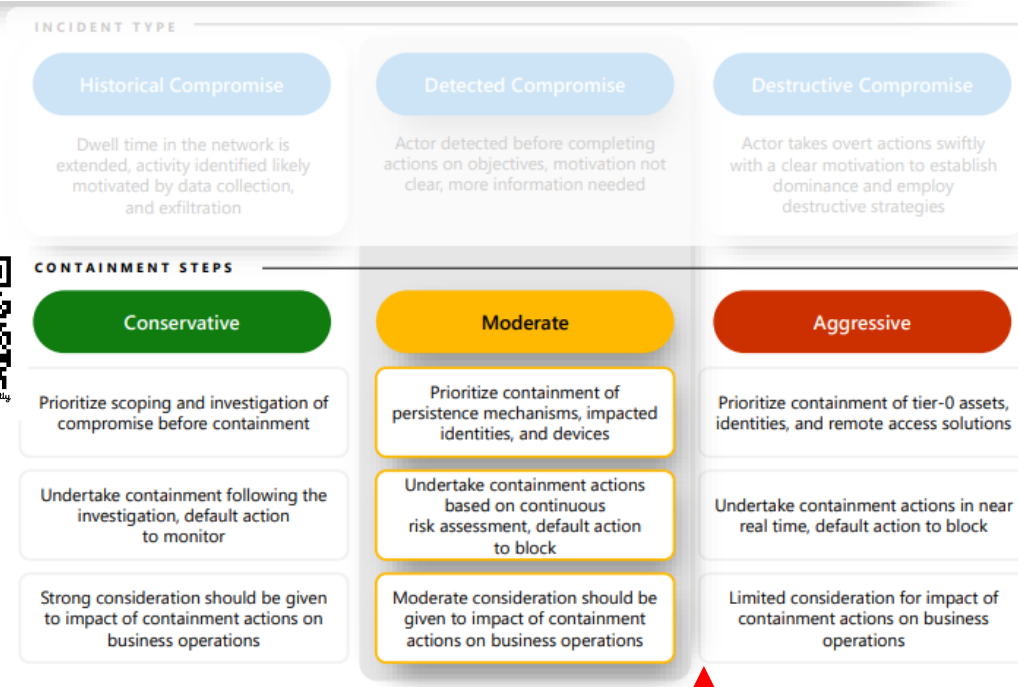 INCIDENT TYPE
Historical Compromise
Detected Compromise
Destructive Compromise
Dwell time in the network is
extended, activity identified likely
motivated by data collection,
and exfiltration
Actor detected before completing
actions on objectives, motivation not
clear, more information needed
Actor takes overt actions swiftly
with a clear motivation to establish
dominance and employ
destructive strategies
CONTAINMENT STEPS
Conservative
Moderate
Aggressive
Prioritize scoping and investigation of
compromise before containment
Prioritize containment of
persistence mechanisms, impacted
identities, and devices
Prioritize containment of tier-0 assets,
identities, and remote access solutions
Undertake containment following the
investigation, default action
to monitor
Undertake containment actions
based on continuous
risk assessment, default action
to block
Undertake containment actions in near
real time, default action to block
Strong consideration should be given
to impact of containment actions on
business operations
Moderate consideration should be
given to impact of containment
actions on business operations
Limited consideration for impact of
containment actions on business
operations